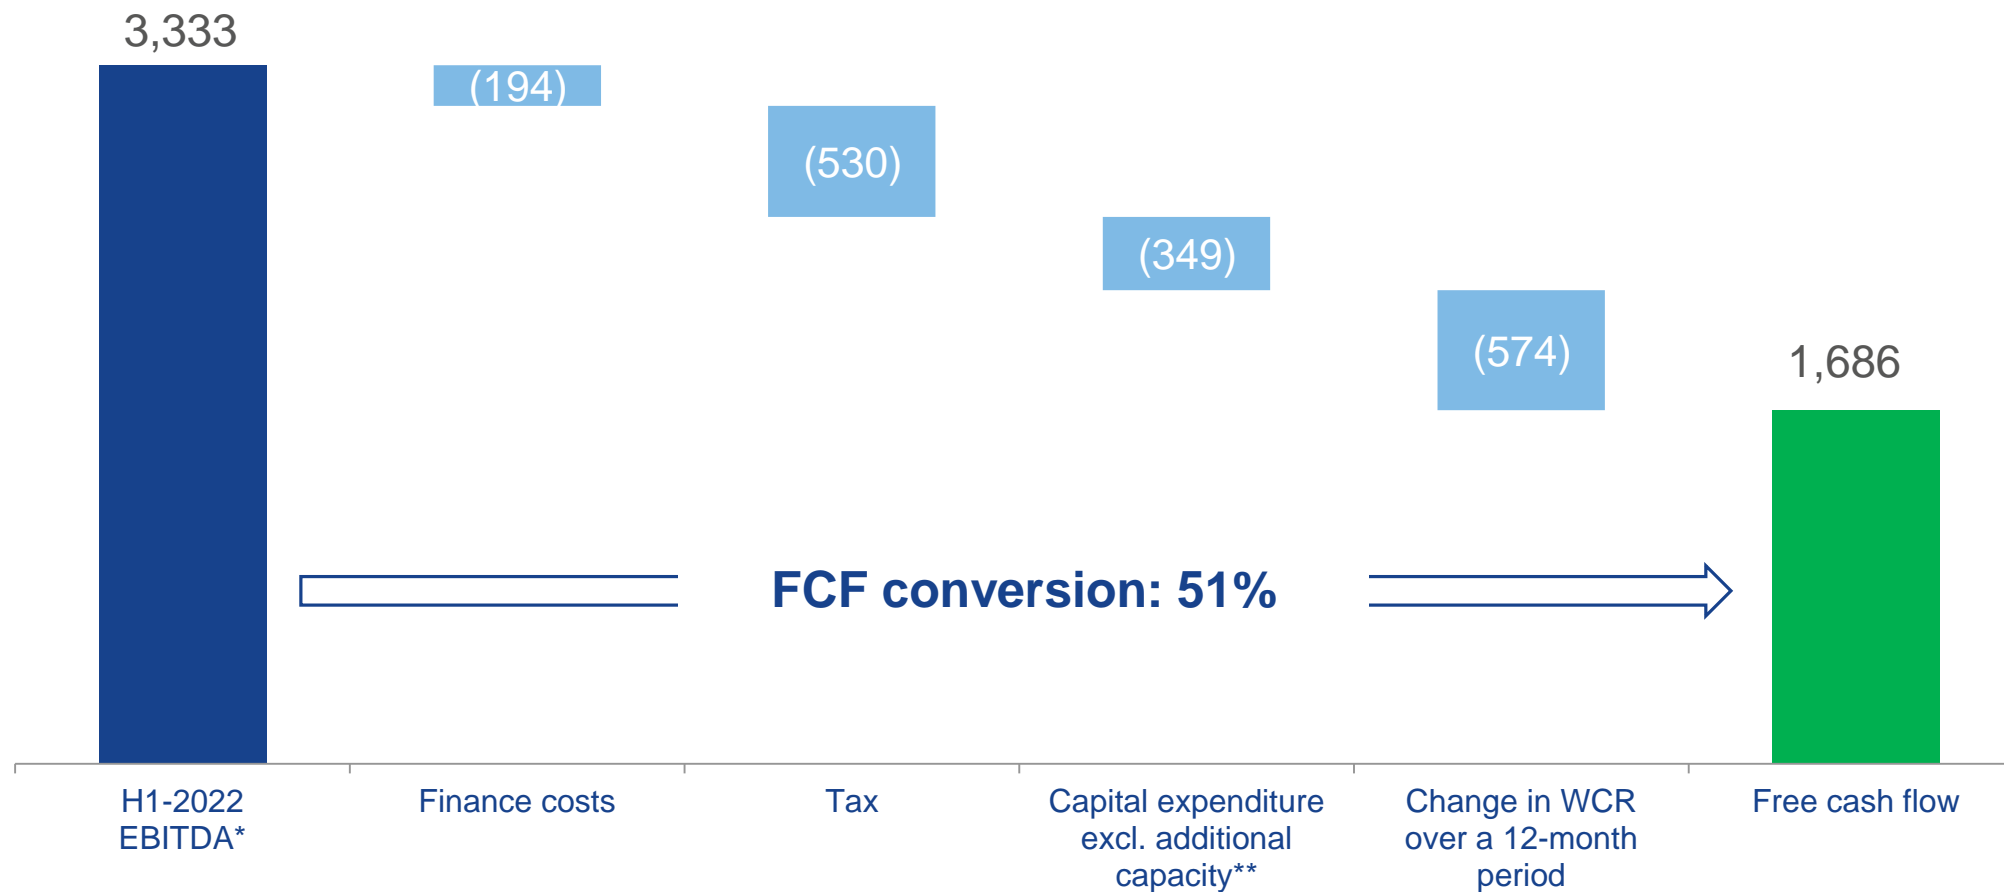 3,333
(194)
(530)
(349)
(574)
1,686
FCF conversion: 51%
H1-2022
EBITDA*
Finance costs
Tax
Capital expenditure
excl. additional
capacity**
Change in WCR
over a 12-month
period
Free cash flow